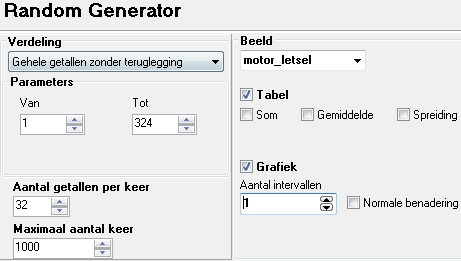 Random Generator
Verdeling
Gehele getallen zonder teruglegging
Parameters
Van Tot
1 324
Aantal getallen per keer
32
Maximaal aantal keer
1000
Beeld
motor_letsel
Tabel
Som Gemiddelde Spreiding
Grafiek
Aantal intervallen
1 Normale benadering